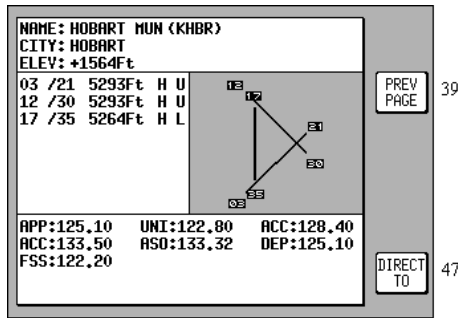 NAME: HOBART MUN (KHBR)
CITY: HOBART
ELEV: +1564Ft
03 /21 5293Ft H U
12 /30 5293Ft H U
17 /35 5264Ft H L
12
17
21
30
35
03
APP:125.10 UNI:122.80 ACC:128.40
ACC:133.50 ASO:133.32 DEP:125.10
FSS:122.20
PREV
PAGE
39
DIRECT
TO
47